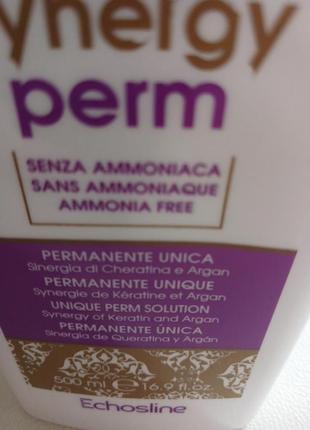 ynergy
perm
SENZA AMMONIACA
SANS AMMONIAQUE
AMMONIA FREE
PERMANENTE UNICA
Sinergia di Cheratina e Argan
PERMANENTE UNIQUE
Synergie de Kératine et Argan
UNIQUE PERM SOLUTION
Synergy of Keratin and Argan
PERMANENTE ÚNICA
Sinergia de Queratina y Argán
500 ml e 16.9 fl.oz.
Echosline